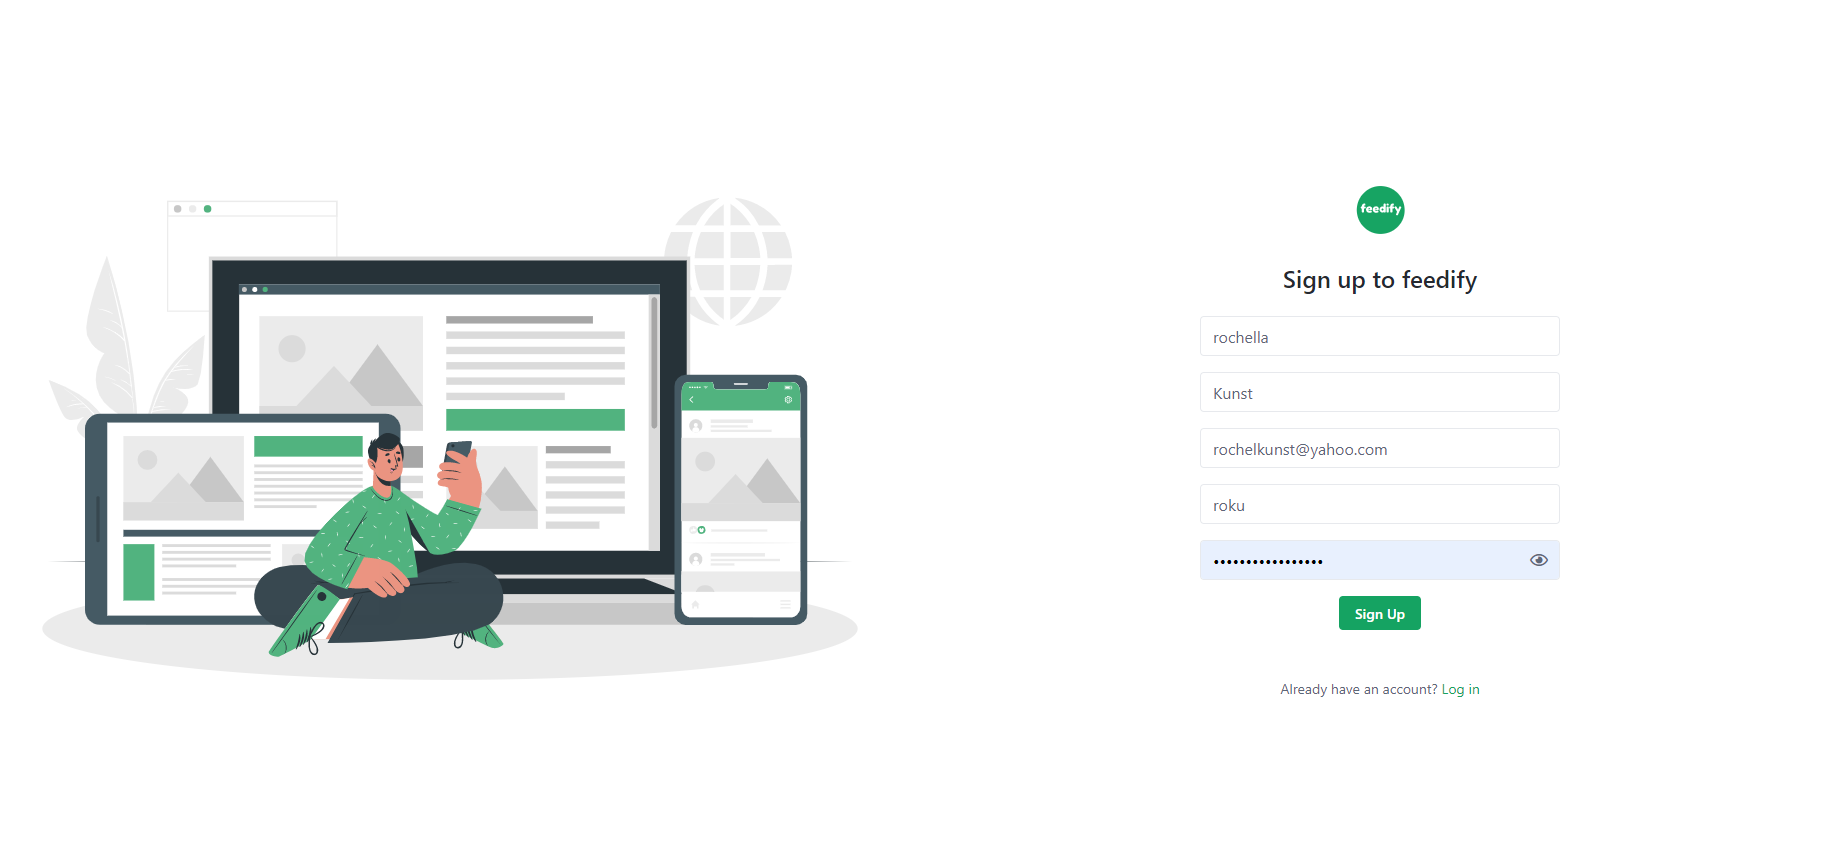 feedify
Sign up to feedify
rochella
Kunst
rochelkunst@yahoo.com
roku
•••••••••••••••••
Sign Up
Already have an account? Log in